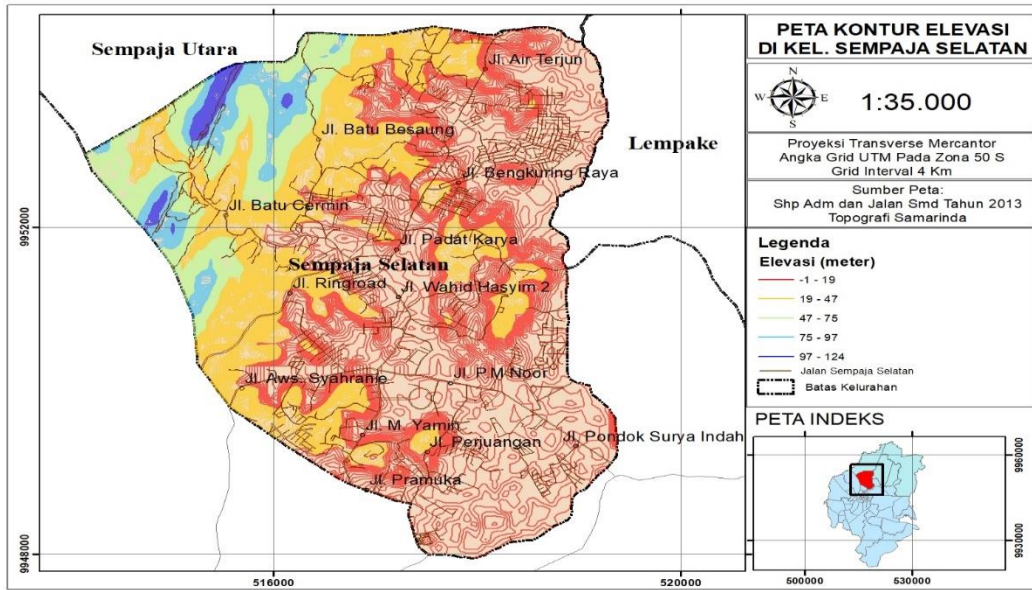 Sempaja Utara
Jl. Air Terjun
Jl. Batu Besaung
Lempake
Jl. Bengkuring Raya
Jl. Batu Cermin
Jl. Padat Karya
Sempaja Selatan
Jl. Ringroad
Jl. Wahid Hasyim 2
Jl. Aws. Syahranie
Jl. P.M Noor
Jl. M. Yamin
Jl. Perjuangan
Jl. Pondok Surya Indah
Jl. Pramuka
9952000
9948000
516000
520000
PETA KONTUR ELEVASI
DI KEL. SEMPAJA SELATAN
N
W
E
S
1:35.000
Proyeksi Transverse Mercantor
Angka Grid UTM Pada Zona 50 S
Grid Interval 4 Km
Sumber Peta:
Shp Adm dan Jalan Smd Tahun 2013
Topografi Samarinda
Legenda
Elevasi (meter)
-1 - 19
19 - 47
47 - 75
75 - 97
97 - 124
Jalan Sempaja Selatan
Batas Kelurahan
PETA INDEKS
9960000
9930000
500000
530000